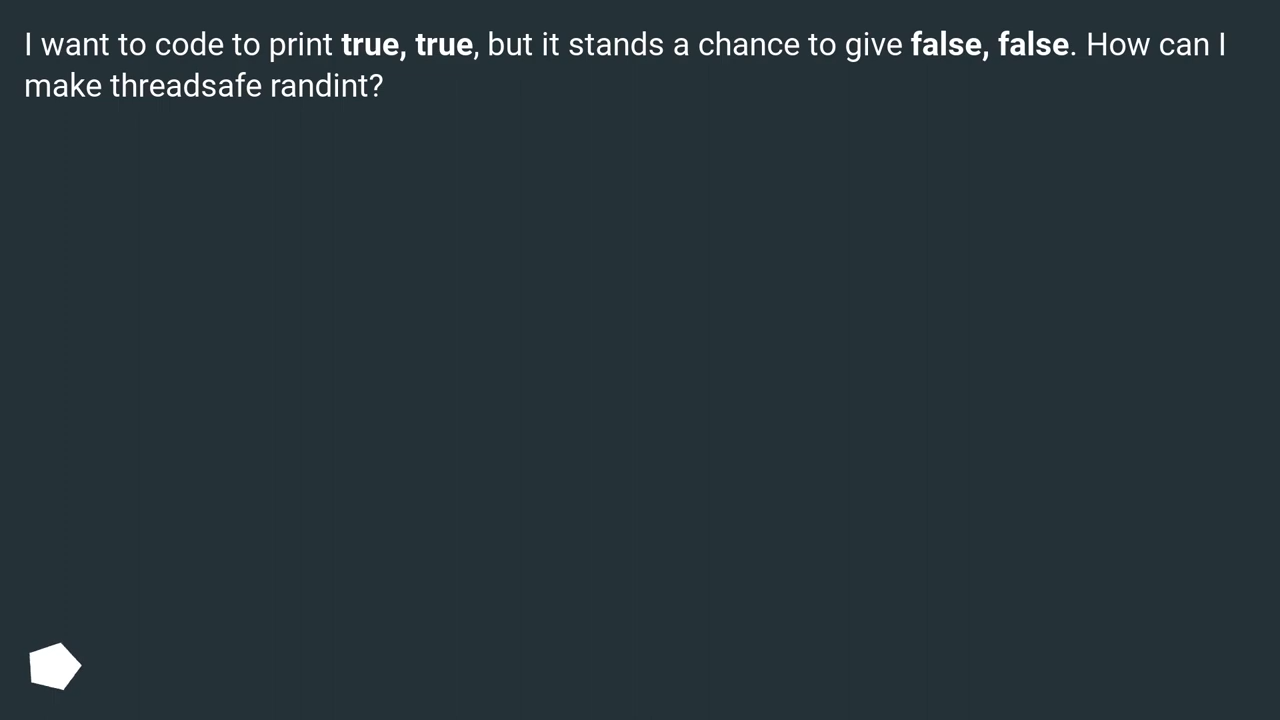 I want to code to print true, true, but it stands a chance to give false, false. How can I
make threadsafe randint?